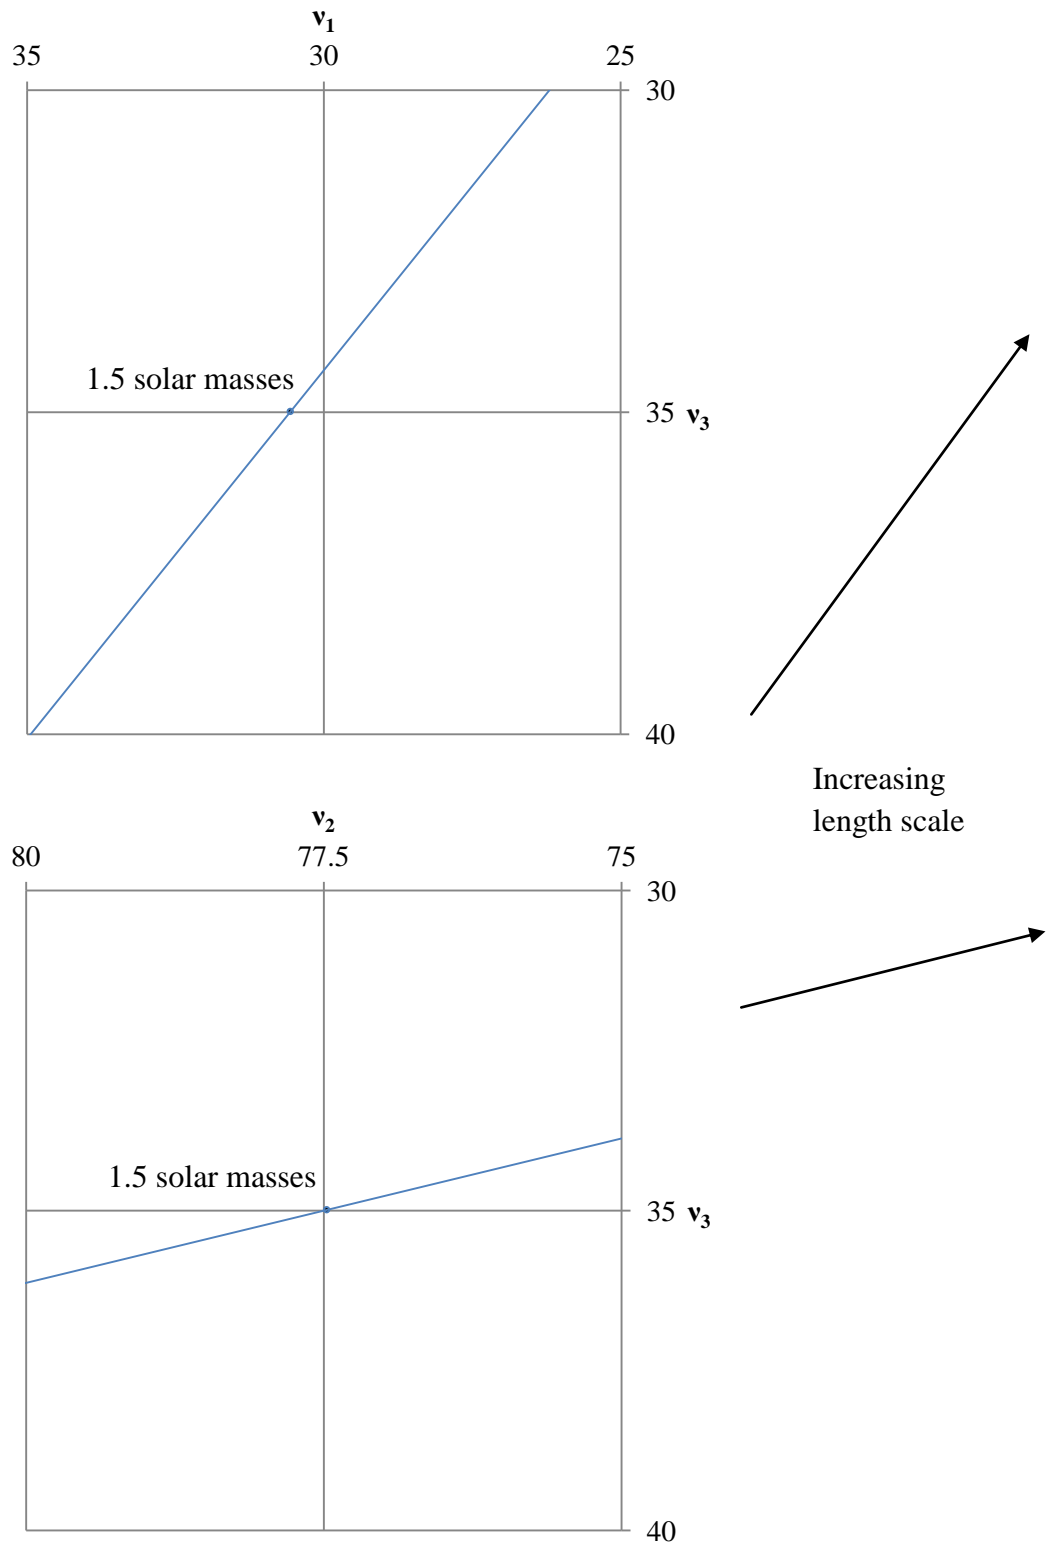 ν1
35 30 25
30
1.5 solar masses
35 ν3
40
Increasing
length scale
ν2
80 77.5 75
30
1.5 solar masses
35 ν3
40